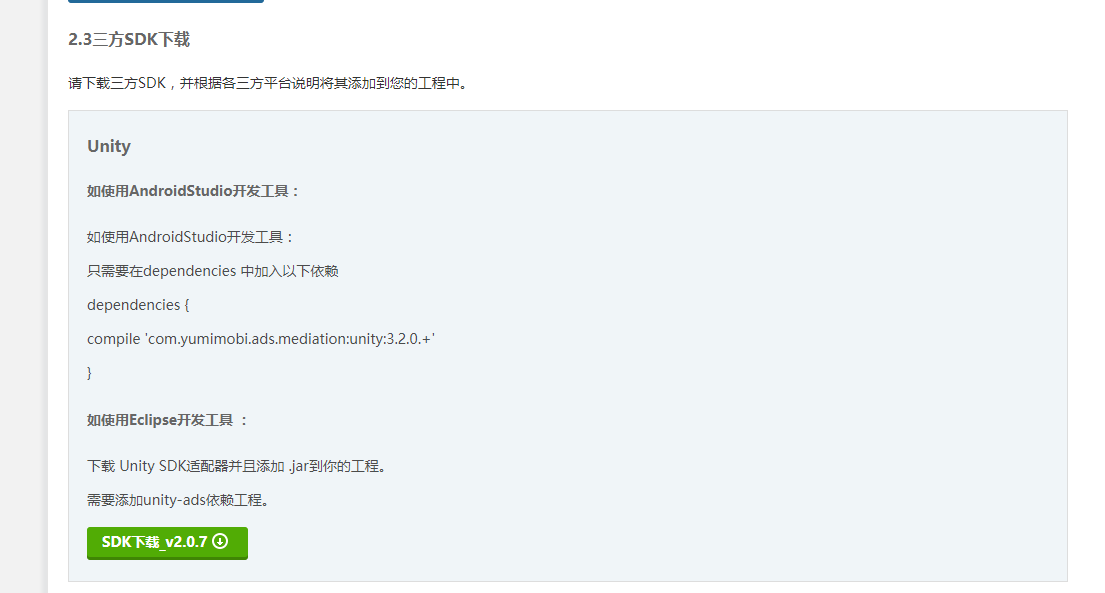 2.3三方SDK下载
请下载三方SDK，并根据各三方平台说明将其添加到您的工程中。
Unity
如使用AndroidStudio开发工具：
如使用AndroidStudio开发工具：
只需要在dependencies 中加入以下依赖
dependencies {
compile 'com.yumimobi.ads.mediation:unity:3.2.0.+'
}
如使用Eclipse开发工具 ：
下载 Unity SDK适配器并且添加 .jar到你的工程。
需要添加unity-ads依赖工程。
SDK下载_v2.0.7